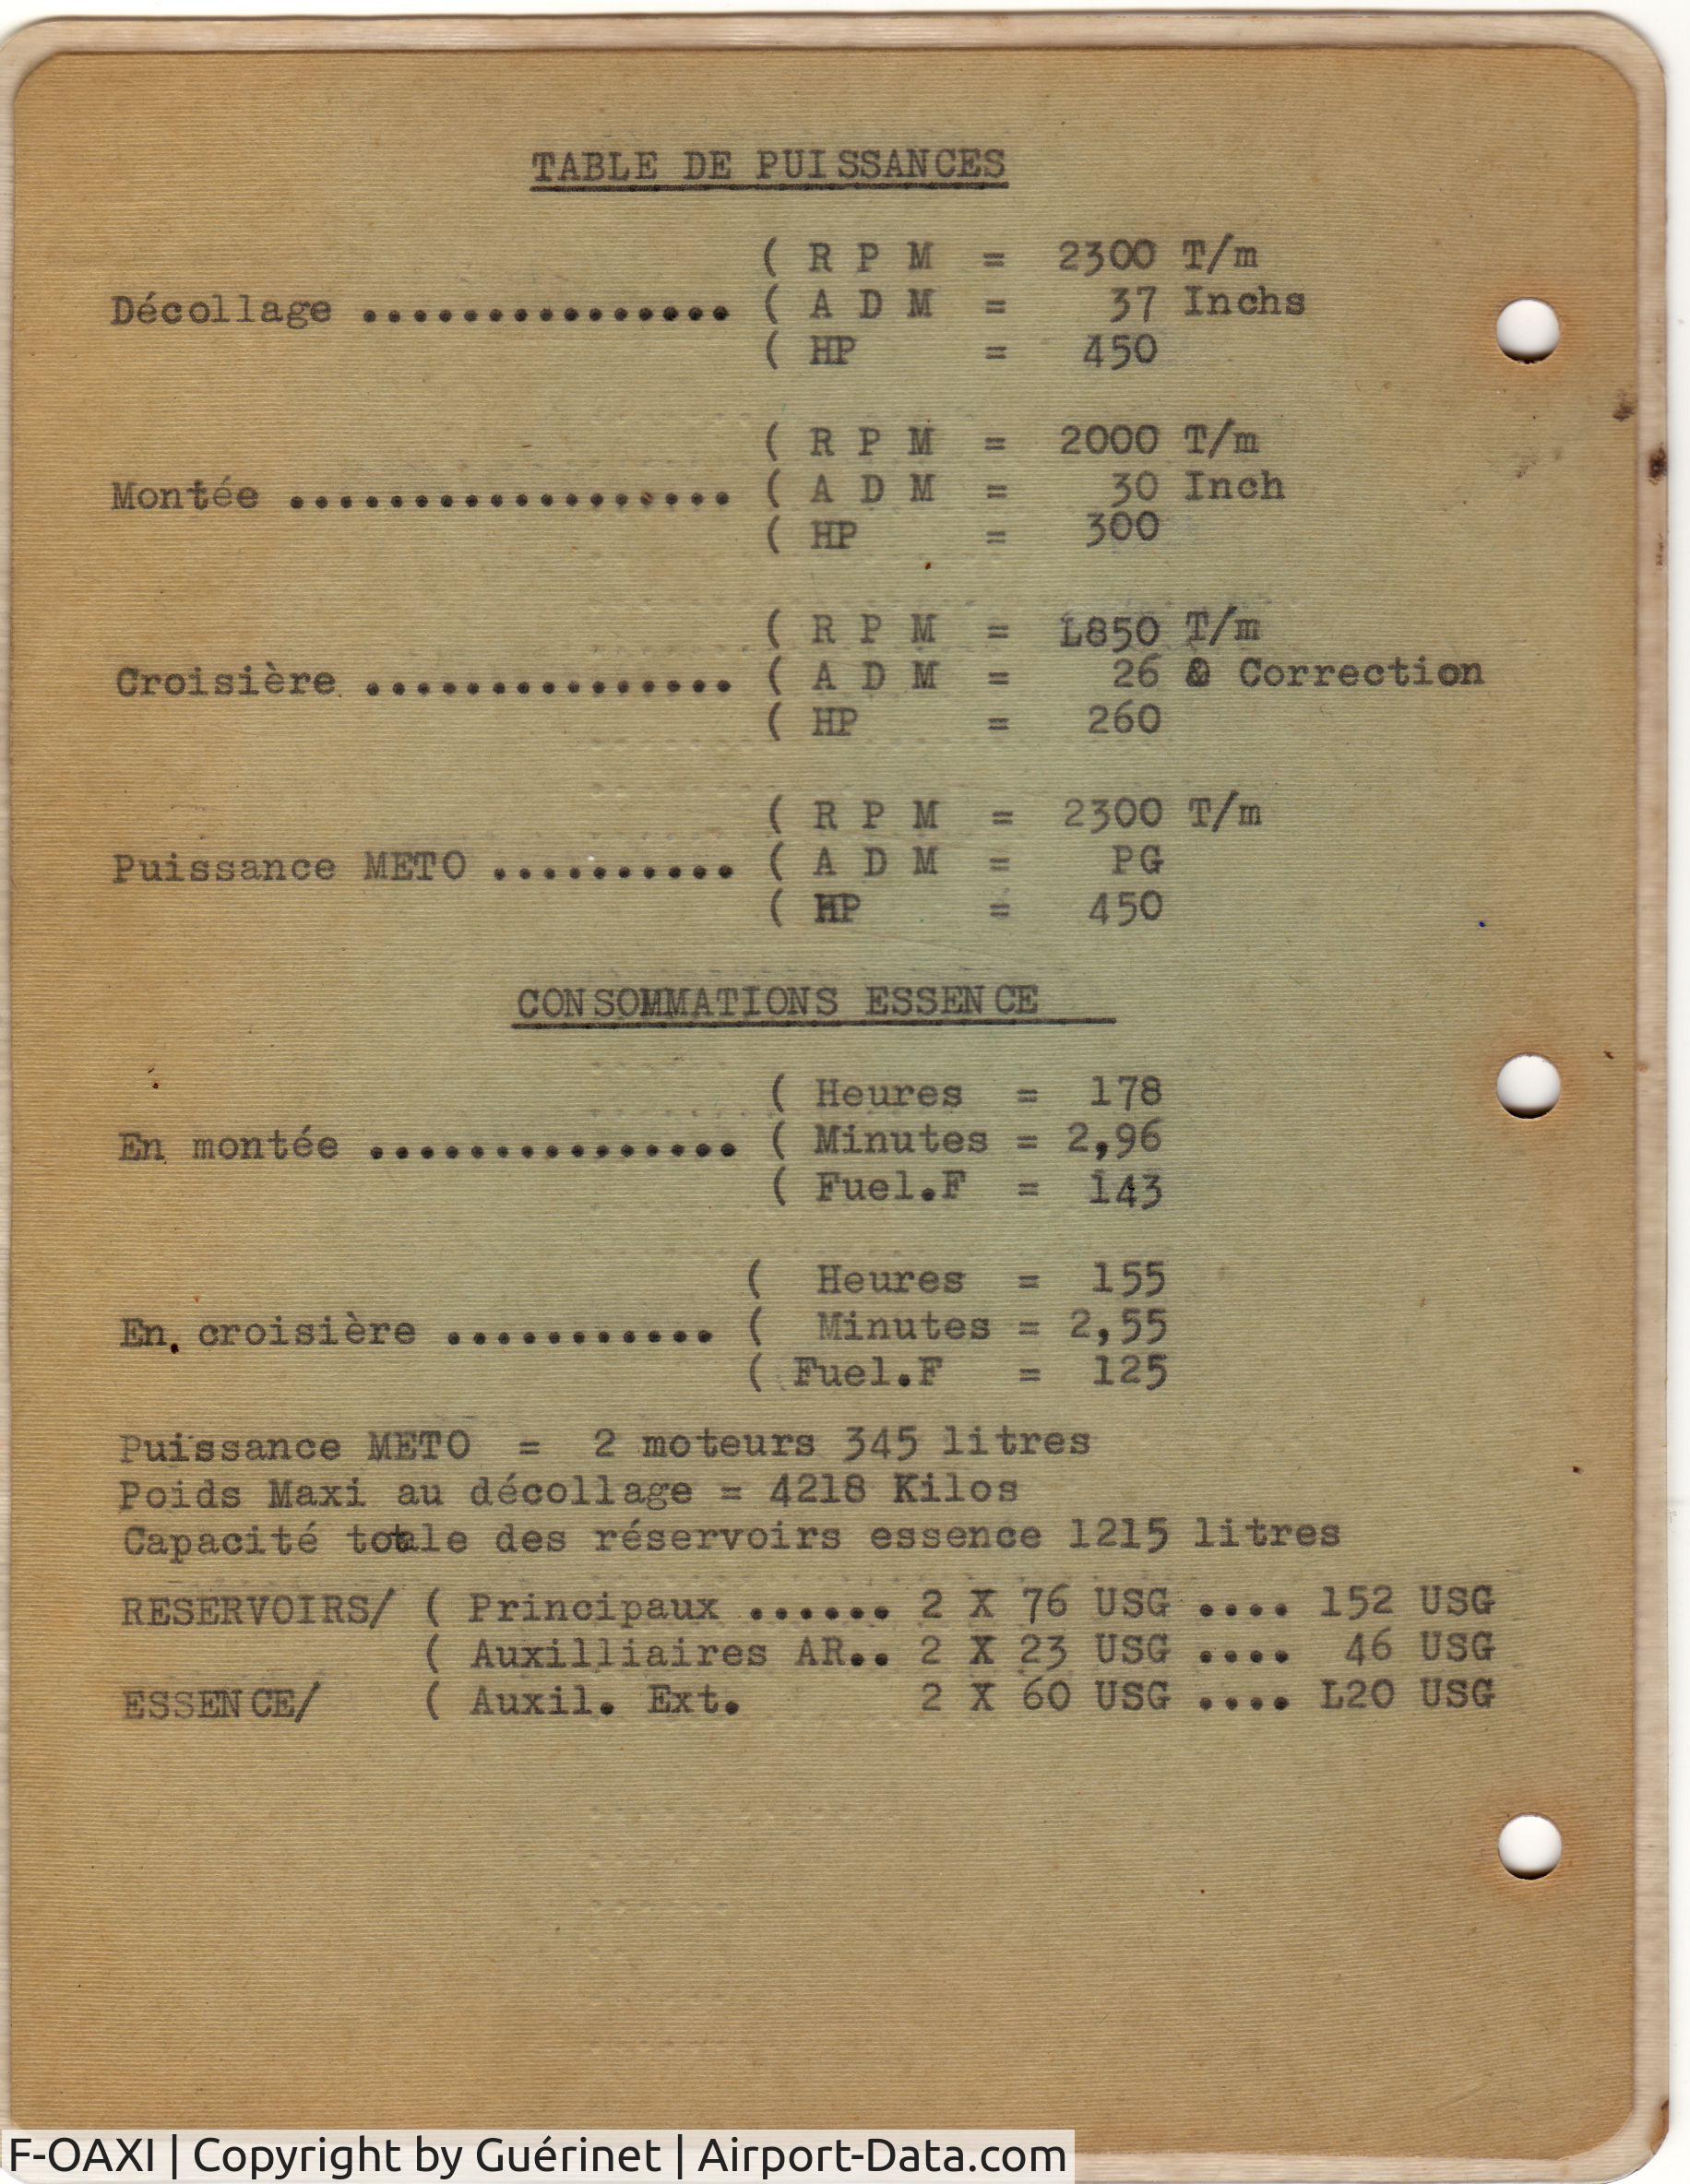 TABLE DE PUISSANCES
( R P M = 2300 T/m
Décollage ............... ( A D M = 37 Inchs
( HP = 450
( R P M = 2000 T/m
Montée .................. ( A D M = 30 Inch
( HP = 300
( R P M = L850 T/m
Croisière ............... ( A D M = 26 & Correction
( HP = 260
( R P M = 2300 T/m
Puissance METO .......... ( A D M = PG
( HP = 450
CONSOMMATIONS ESSENCE
( Heures = 178
En montée ............... ( Minutes = 2,96
( Fuel.F = 143
( Heures = 155
En croisière ........... ( Minutes = 2,55
( Fuel.F = 125
Puissance METO = 2 moteurs 345 litres
Poids Maxi au décollage = 4218 Kilos
Capacité totale des réservoirs essence 1215 litres
RESERVOIRS/ ( Principaux ...... 2 X 76 USG .... 152 USG
( Auxilliaires AR.. 2 X 23 USG .... 46 USG
ESSENCE/ ( Auxil. Ext. 2 X 60 USG .... L20 USG
F-OAXI | Copyright by Guérinet | Airport-Data.com